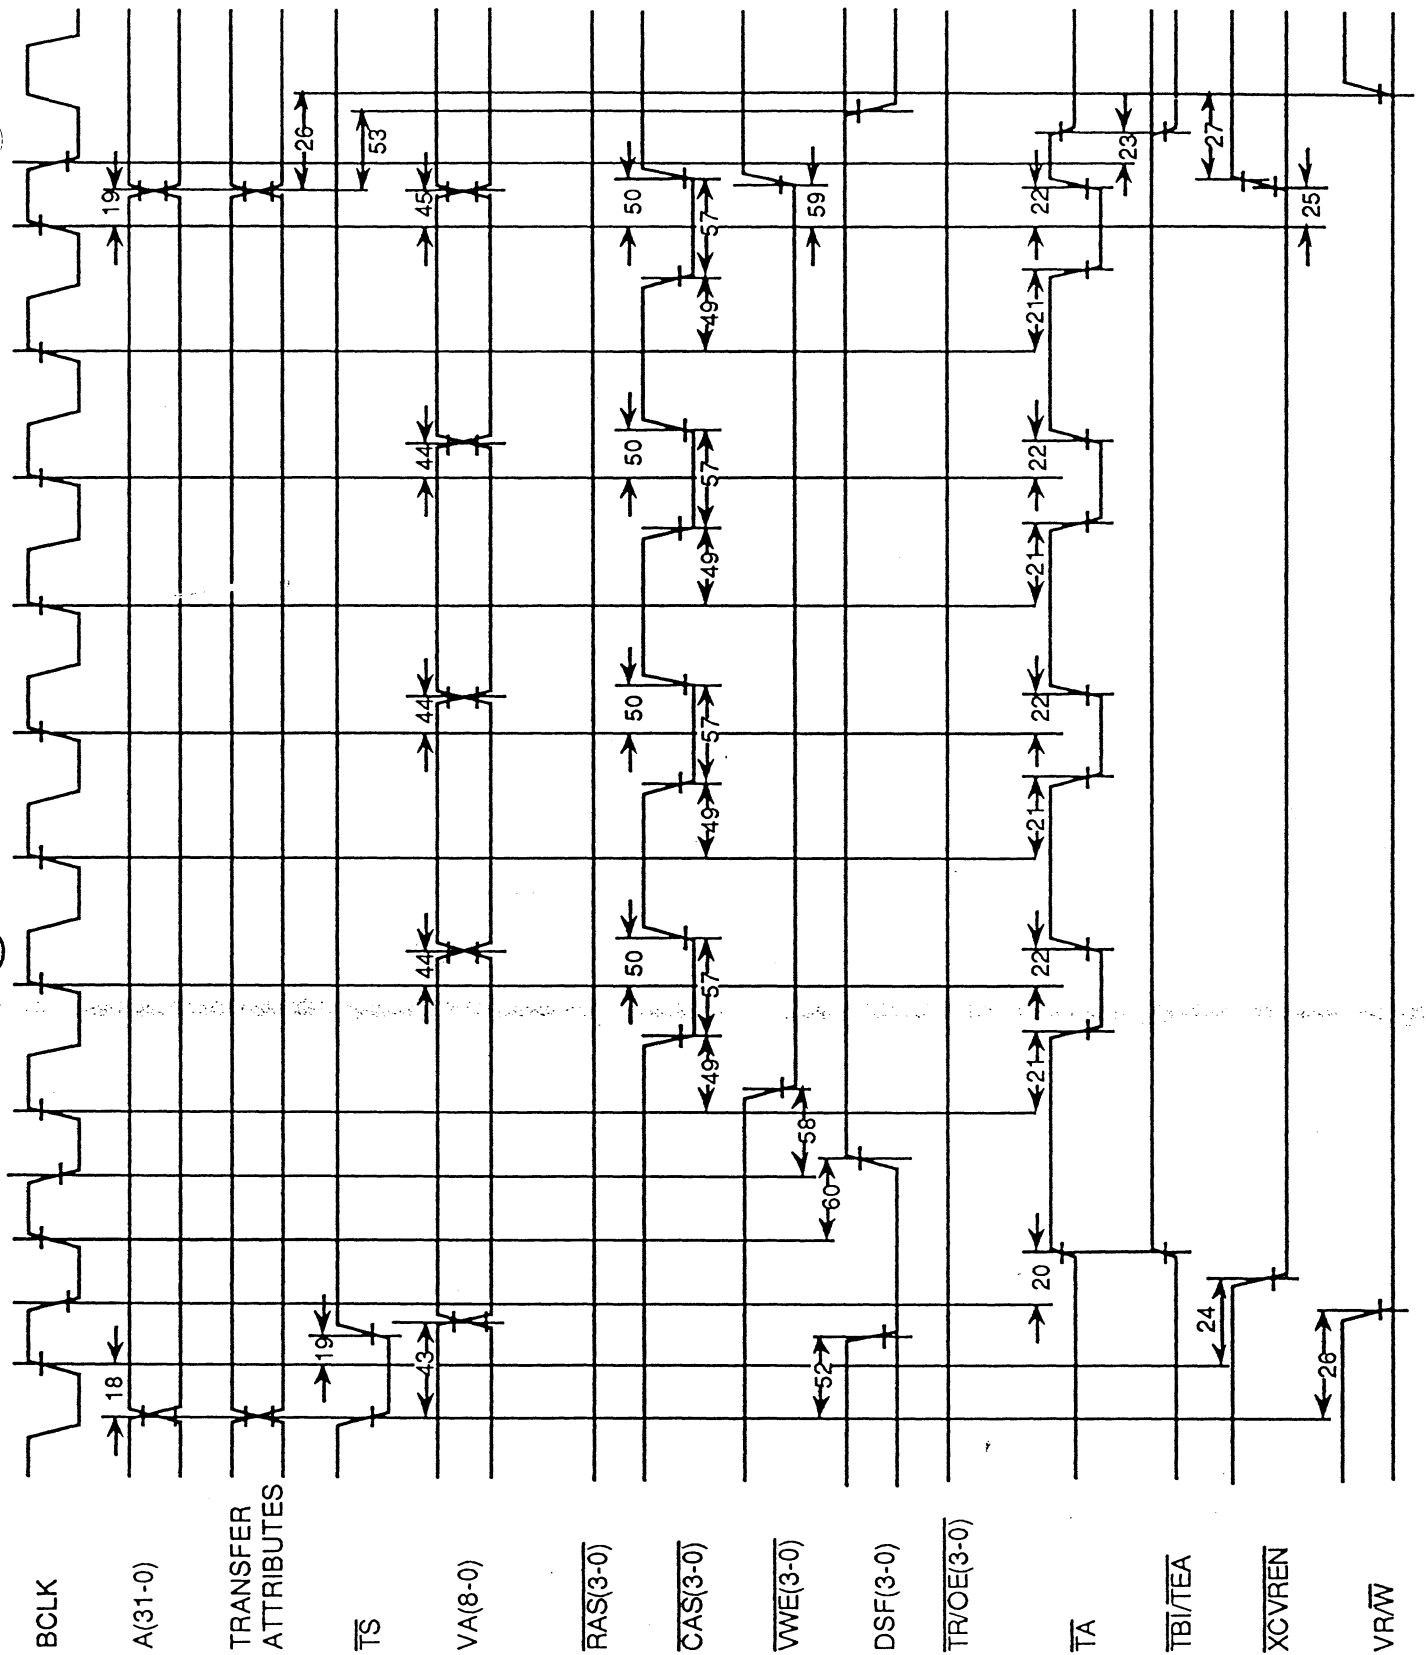 BCLK
18 19
A(31-0)
TRANSFER
ATTRIBUTES
26
19
TS
53
43 44 44 44 45
VA(8-0)
RAS(3-0)
50 50 50 50
CAS(3-0)
49 57 49 57 49 57 49 57
VWE(3-0)
58 59
52 60
DSF(3-0)
TR/OE(3-0)
20 21 22 21 22 21 22 21 22
TA
23
TBI/TEA
24 27
XCVREN
25
26
VR/W